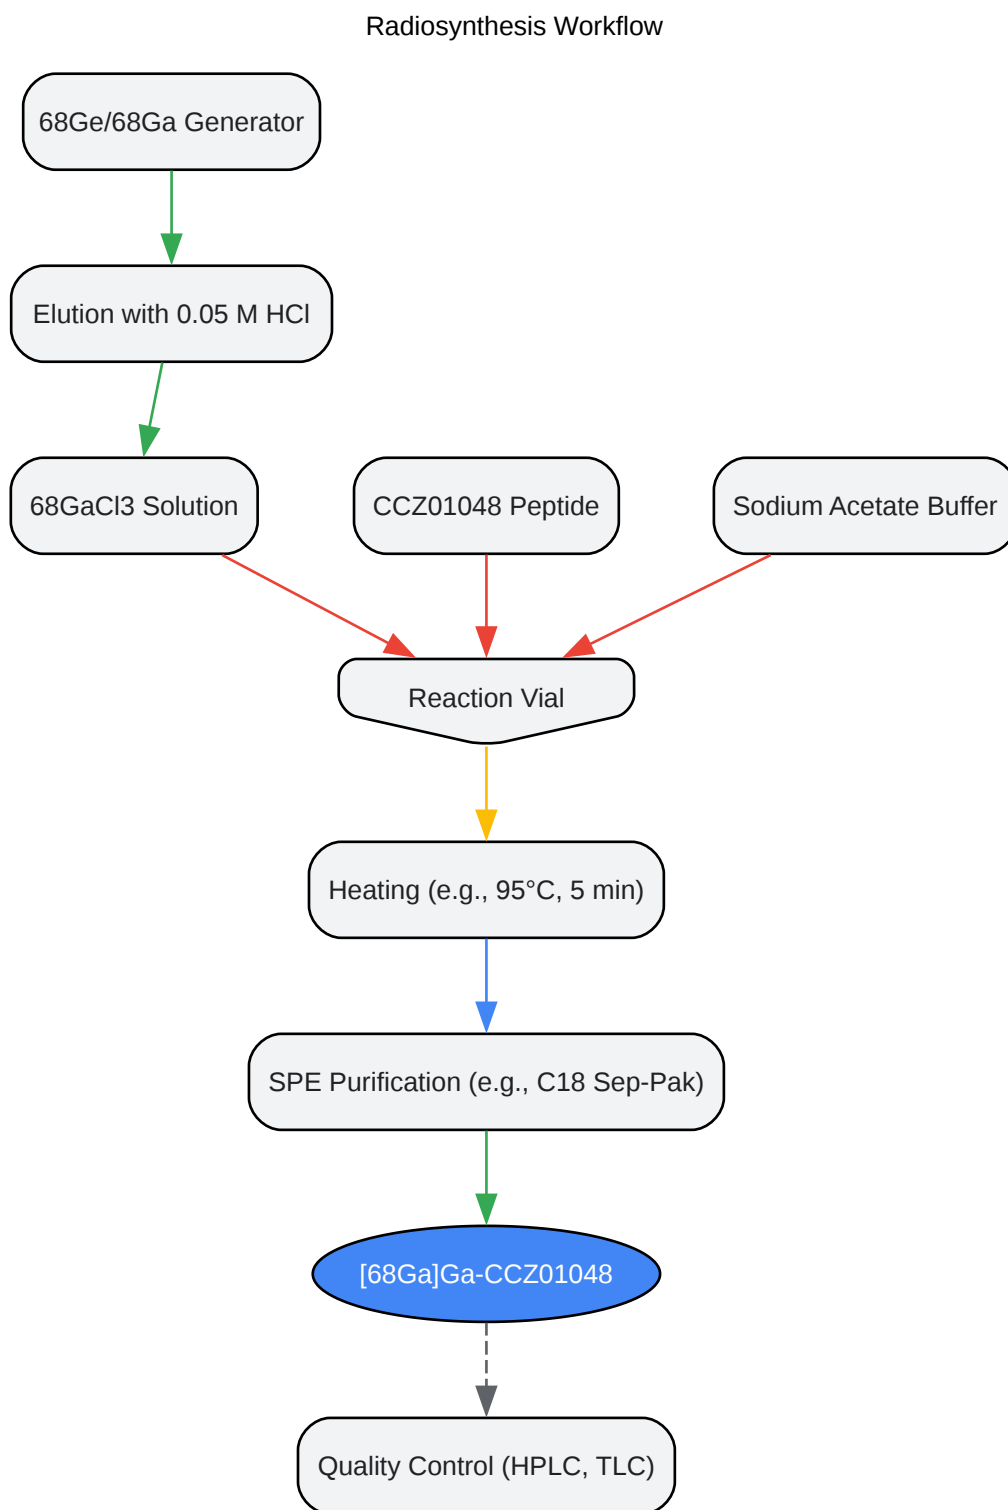 Radiosynthesis Workflow
68Ge/68Ga Generator
Elution with 0.05 M HCl
68GaCl3 Solution
CCZ01048 Peptide
Sodium Acetate Buffer
Reaction Vial
Heating (e.g., 95°C, 5 min)
SPE Purification (e.g., C18 Sep-Pak)
[68Ga]Ga-CCZ01048
Quality Control (HPLC, TLC)